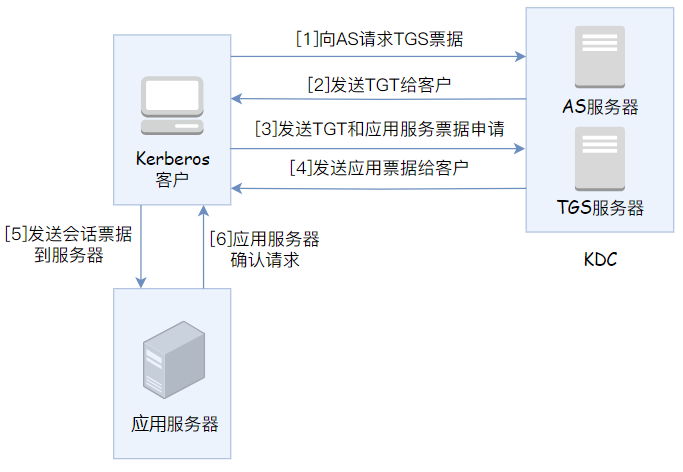 [1]向AS请求TGS票据
[2]发送TGT给客户
AS服务器
[3]发送TGT和应用服务票据申请
Kerberos
客户
[4]发送应用票据给客户
TGS服务器
[5]发送会话票据
到服务器
[6]应用服务器
确认请求
KDC
应用服务器